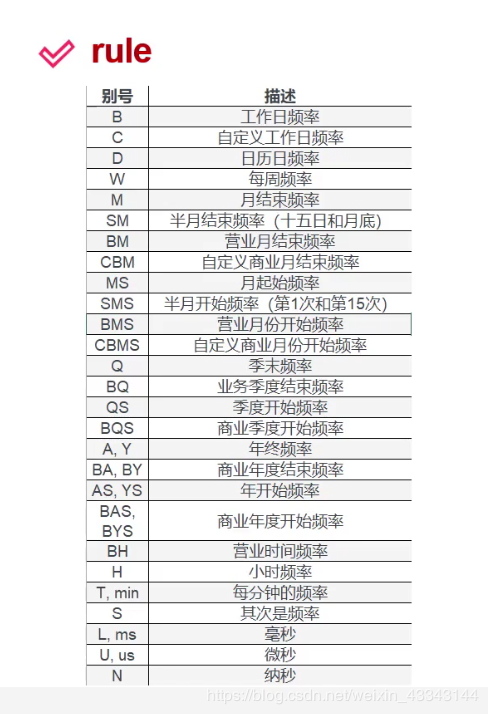 rule
别号 描述
B 工作日频率
C 自定义工作日频率
D 日历日频率
W 每周频率
M 月结束频率
SM 半月结束频率（十五日和月底）
BM 营业月结束频率
CBM 自定义商业月结束频率
MS 月起始频率
SMS 半月开始频率（第1次和第15次）
BMS 营业月份开始频率
CBMS 自定义商业月份开始频率
Q 季末频率
BQ 业务季度结束频率
QS 季度开始频率
BQS 商业季度开始频率
A, Y 年终频率
BA, BY 商业年度结束频率
AS, YS 年开始频率
BAS,
BYS 商业年度开始频率
BH 营业时间频率
H 小时频率
T, min 每分钟的频率
S 其次是频率
L, ms 毫秒
U, us 微秒
N 纳秒
https://blog.csdn.net/weixin_43343144